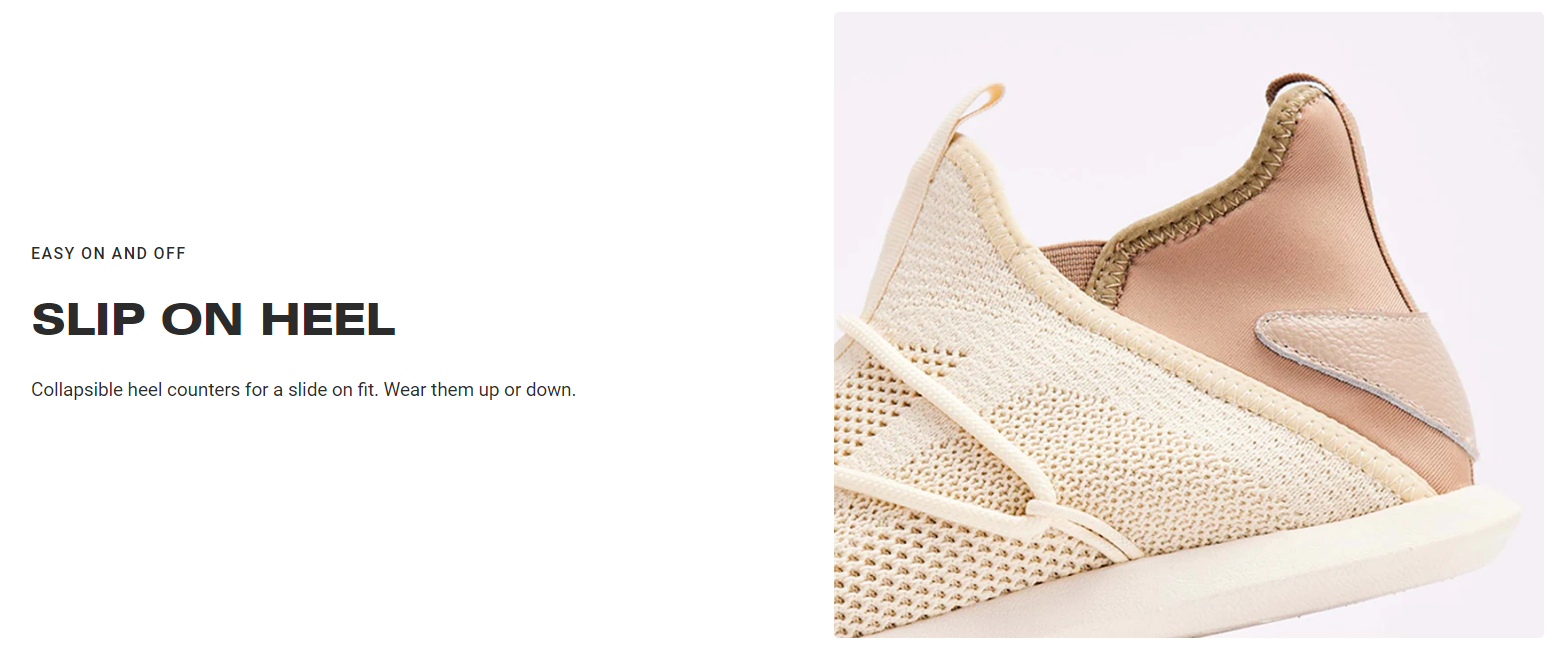 EASY ON AND OFF
SLIP ON HEEL
Collapsible heel counters for a slide on fit. Wear them up or down.